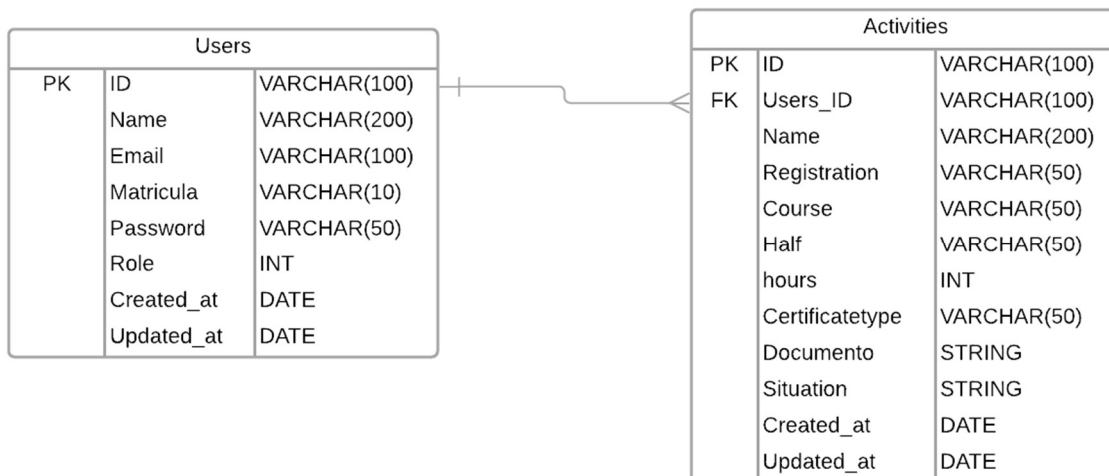 Users
PK ID VARCHAR(100)
Name VARCHAR(200)
Email VARCHAR(100)
Matricula VARCHAR(10)
Password VARCHAR(50)
Role INT
Created_at DATE
Updated_at DATE
Activities
PK ID VARCHAR(100)
FK Users_ID VARCHAR(100)
Name VARCHAR(200)
Registration VARCHAR(50)
Course VARCHAR(50)
Half VARCHAR(50)
hours INT
Certificatetype VARCHAR(50)
Documento STRING
Situation STRING
Created_at DATE
Updated_at DATE